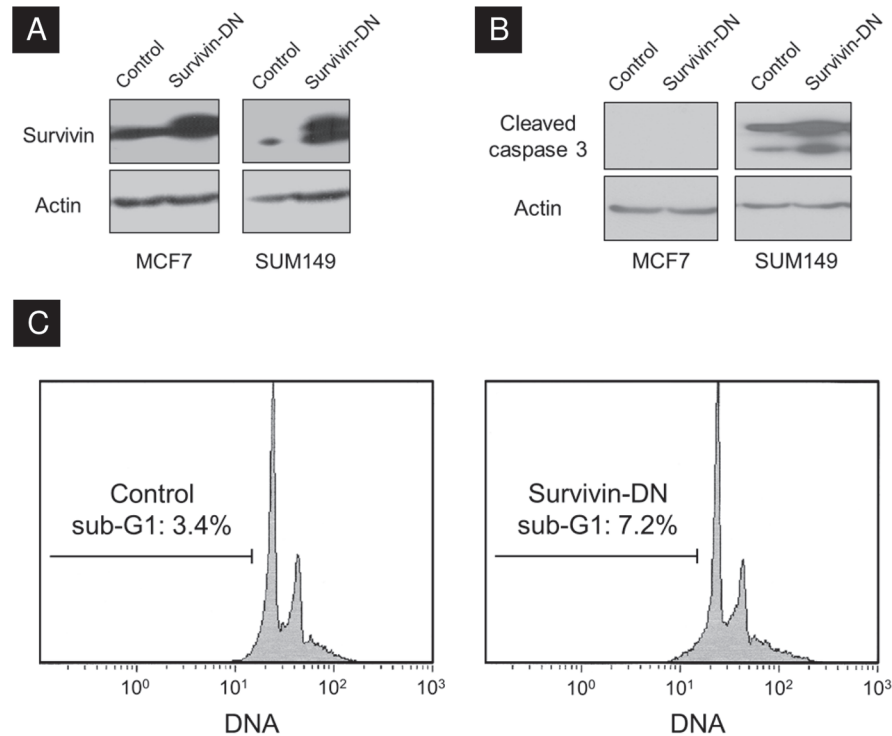 A
Control
Survivin-DN
Control
Survivin-DN
Survivin
Actin
MCF7
SUM149
B
Control
Survivin-DN
Control
Survivin-DN
Cleaved
caspase 3
Actin
MCF7
SUM149
C
Control
sub-G1: 3.4%
10⁰
10¹
10²
10³
DNA
Survivin-DN
sub-G1: 7.2%
10⁰
10¹
10²
10³
DNA